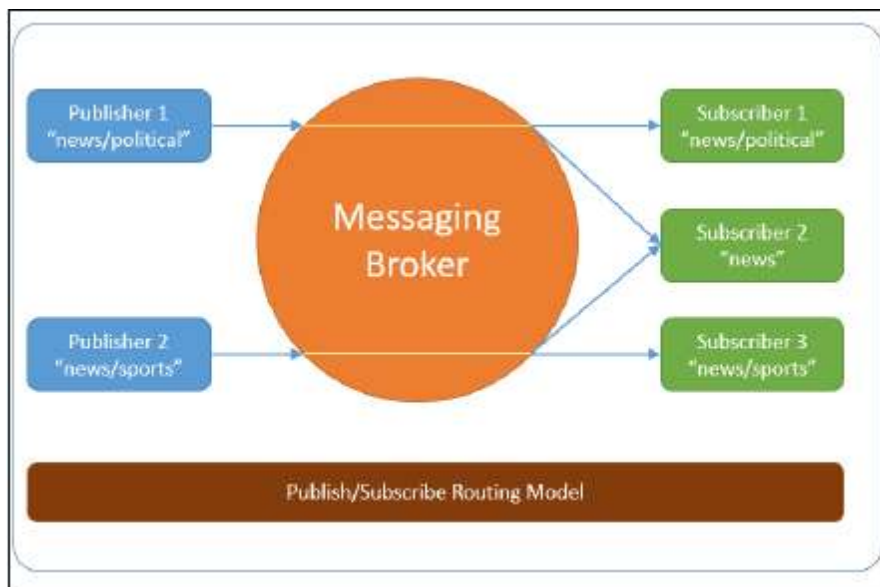 Publisher 1
“news/political”
Subscriber 1
“news/political”
Messaging
Broker
Subscriber 2
“news”
Publisher 2
“news/sports”
Subscriber 3
“news/sports”
Publish/Subscribe Routing Model